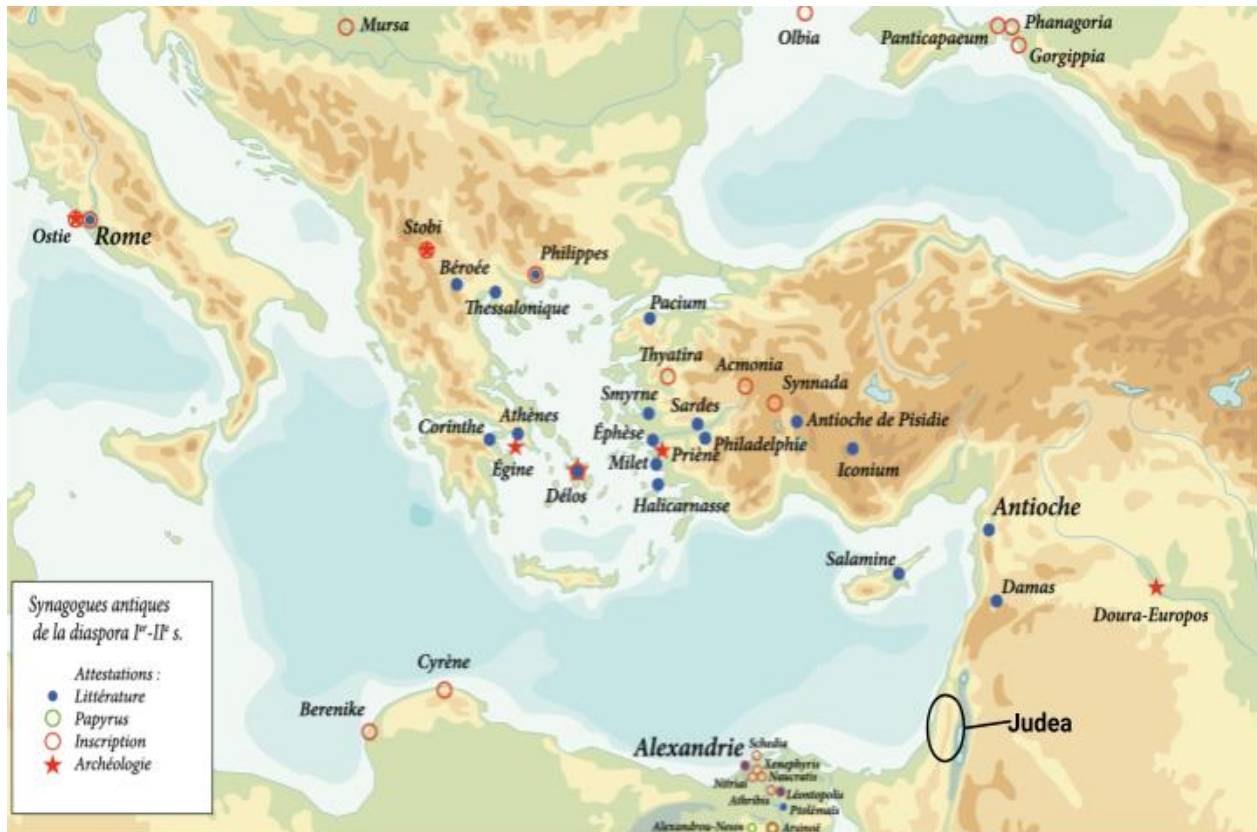 Mursa
Olbia
Panticapaeum
Phanagoria
Gorgippia
Ostie
Rome
Stobi
Béroée
Philippes
Thessalonique
Pacium
Thyatira
Acmonia
Synnada
Smyrne
Sardes
Antioche de Pisidie
Corinthe
Athènes
Éphèse
Philadelphie
Égine
Milet
Priène
Iconium
Délos
Halicarnasse
Antioche
Salamine
Damas
Doura-Europos
Synagogues antiques
de la diaspora Iᵉʳ-IIᵉ s.
Attestations :
Littérature
Papyrus
Inscription
Archéologie
Cyrène
Berenike
Judea
Alexandrie
Schedia
Xenephyris
Nitriai
Naucratis
Athribis
Léontopolis
Ptolémaïs
Alexandrou-Nesos
Arsinoé